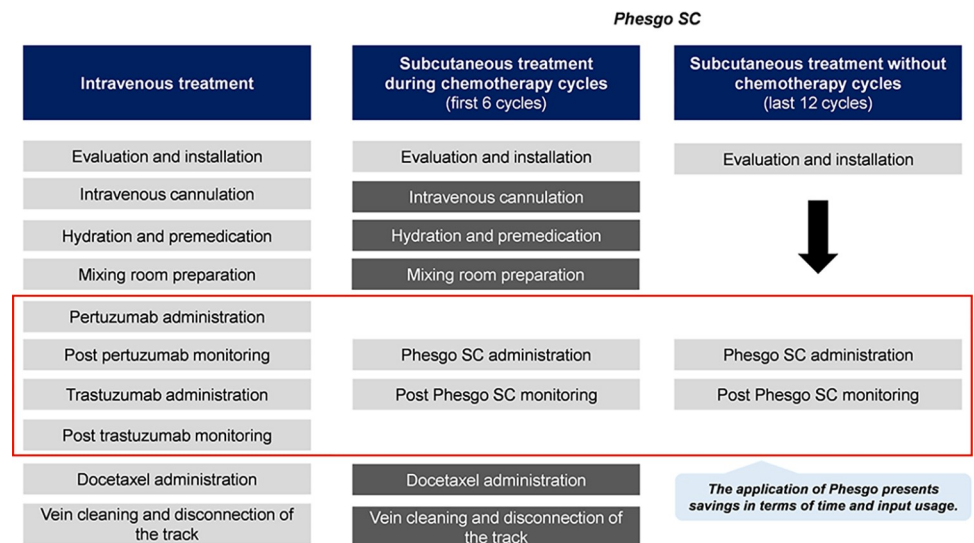 Phesgo SC
Intravenous treatment
Subcutaneous treatment
during chemotherapy cycles
(first 6 cycles)
Subcutaneous treatment without
chemotherapy cycles
(last 12 cycles)
Evaluation and installation
Evaluation and installation
Evaluation and installation
Intravenous cannulation
Intravenous cannulation
Hydration and premedication
Hydration and premedication
Mixing room preparation
Mixing room preparation
Pertuzumab administration
Post pertuzumab monitoring
Phesgo SC administration
Phesgo SC administration
Trastuzumab administration
Post Phesgo SC monitoring
Post Phesgo SC monitoring
Post trastuzumab monitoring
Docetaxel administration
Docetaxel administration
The application of Phesgo presents
savings in terms of time and input usage.
Vein cleaning and disconnection of
the track
Vein cleaning and disconnection of
the track